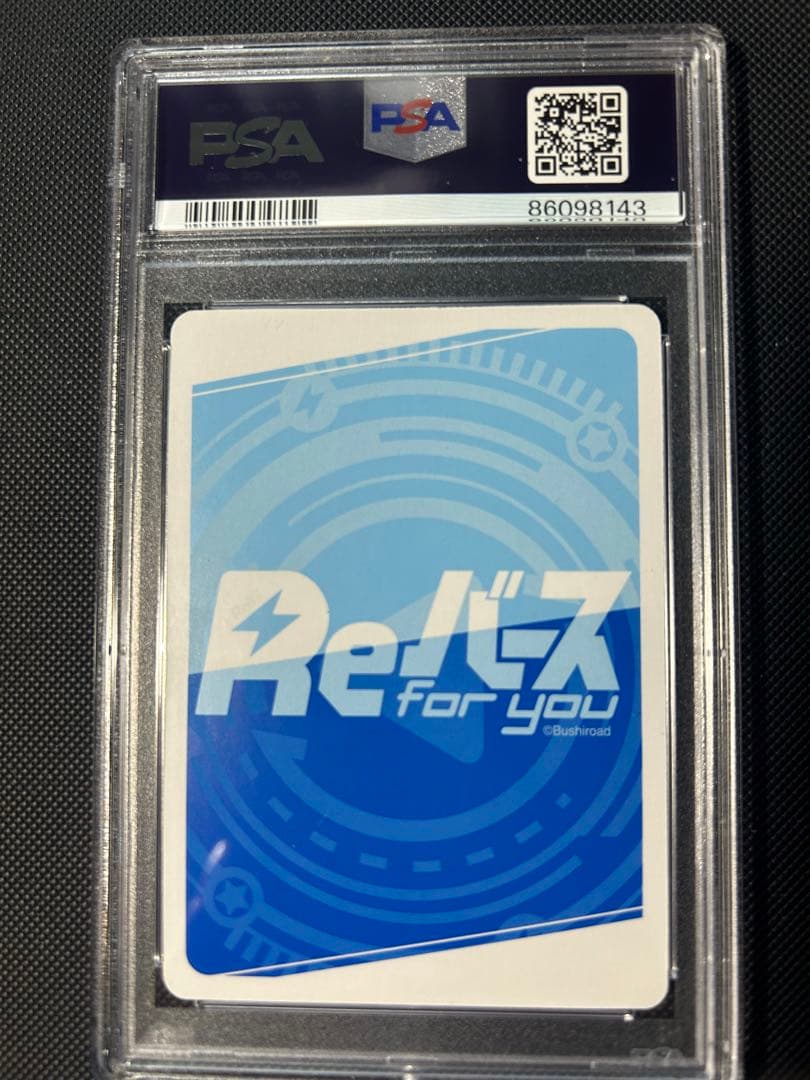 PSA PSA
86098143
Reバース
for you
©Bushiroad